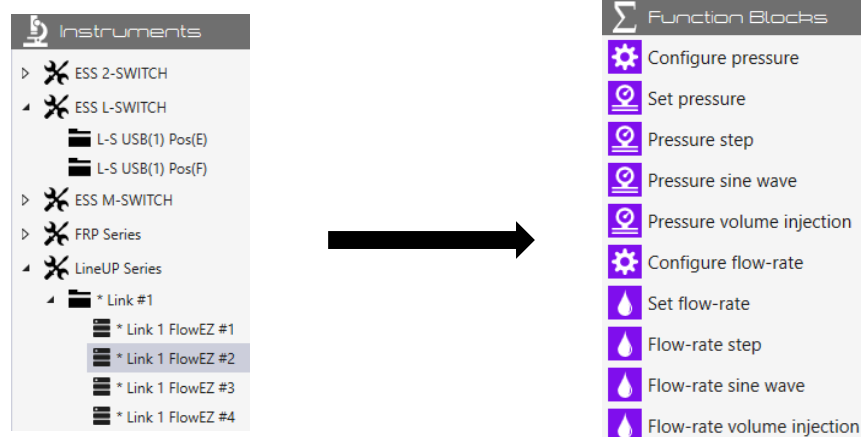 Instruments
ESS 2-SWITCH
ESS L-SWITCH
L-S USB(1) Pos(E)
L-S USB(1) Pos(F)
ESS M-SWITCH
FRP Series
LineUP Series
* Link #1
* Link 1 FlowEZ #1
* Link 1 FlowEZ #2
* Link 1 FlowEZ #3
* Link 1 FlowEZ #4
Function Blocks
Configure pressure
Set pressure
Pressure step
Pressure sine wave
Pressure volume injection
Configure flow-rate
Set flow-rate
Flow-rate step
Flow-rate sine wave
Flow-rate volume injection